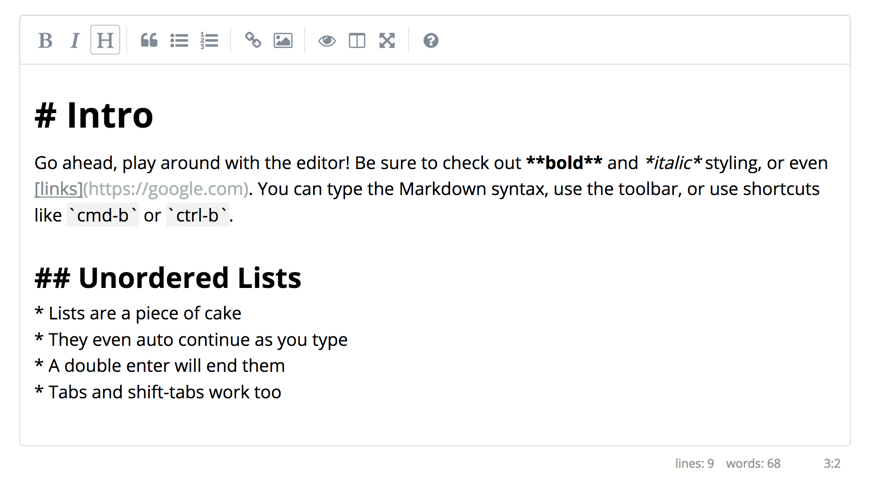 B I H
# Intro
Go ahead, play around with the editor! Be sure to check out **bold** and *italic* styling, or even
[links](https://google.com). You can type the Markdown syntax, use the toolbar, or use shortcuts
like `cmd-b` or `ctrl-b`.
## Unordered Lists
* Lists are a piece of cake
* They even auto continue as you type
* A double enter will end them
* Tabs and shift-tabs work too
lines: 9 words: 68 3:2